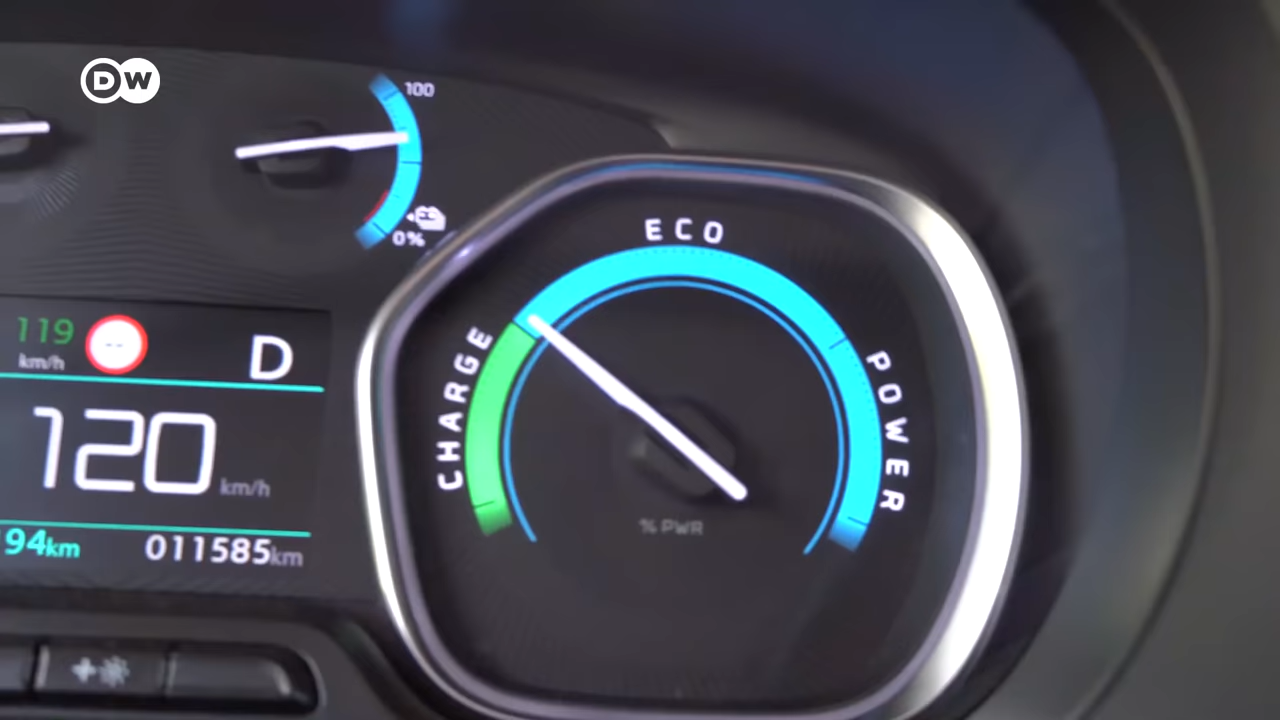 DW
100
0%
ECO
CHARGE
POWER
% PWR
119
km/h
--
D
120 km/h
94km
011585km